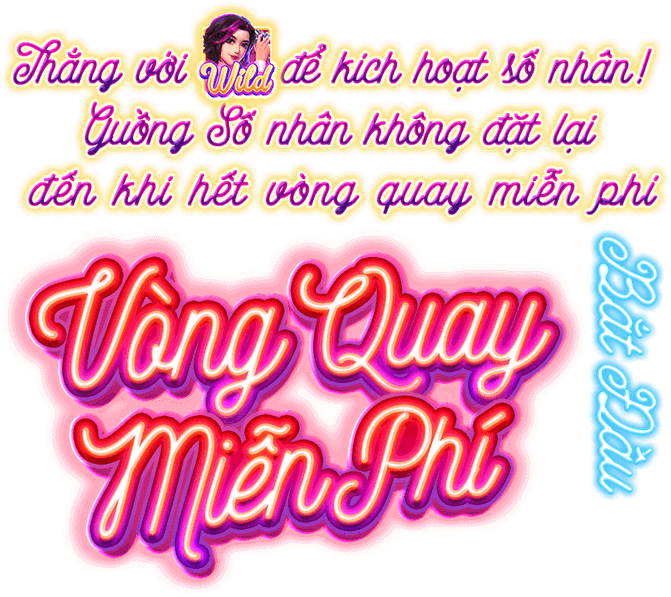 Thắng với Wild để kích hoạt số nhân!
Guồng Số nhân không đặt lại
đến khi hết vòng quay miễn phí
Vòng Quay
Miễn Phí
Bắt Đầu